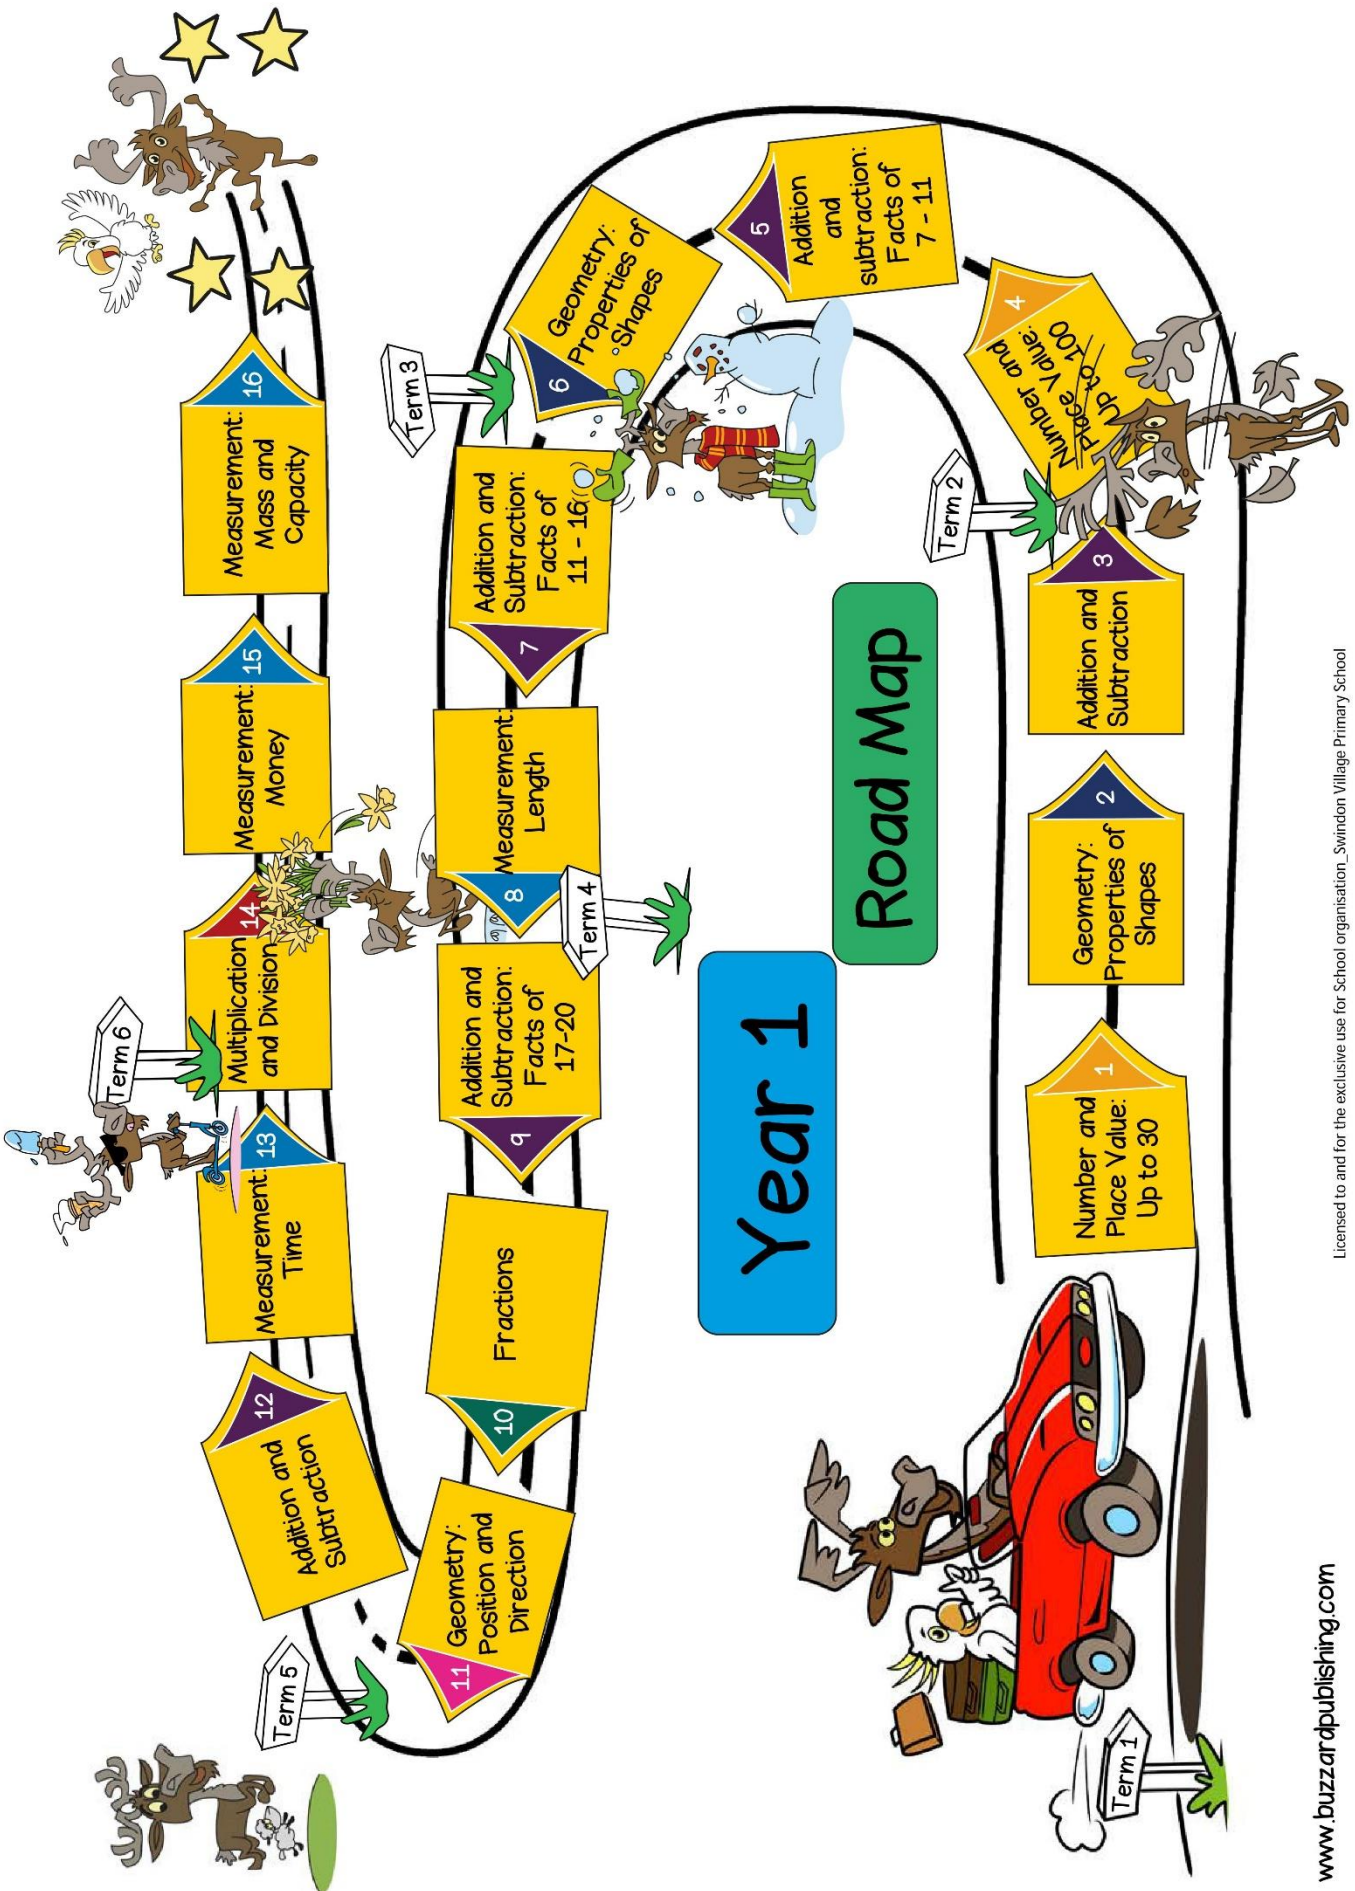 Year 1
Road Map
Term 1
1
Number and
Place Value:
Up to 30
2
Geometry:
Properties of
Shapes
3
Addition and
Subtraction
Term 2
4
Number and
Place Value:
Up to
100
5
Addition
and
subtraction:
Facts of
7 - 11
Term 3
6
Geometry:
Properties of
Shapes
7
Addition and
Subtraction:
Facts of
11 - 16
8
Measurement:
Length
Term 4
9
Addition and
Subtraction:
Facts of
17-20
10
Fractions
11
Geometry:
Position and
Direction
Term 5
12
Addition and
Subtraction
13
Measurement:
Time
Term 6
14
Multiplication
and Division
15
Measurement:
Money
16
Measurement:
Mass and
Capacity
www.buzzardpublishing.com
Licensed to and for the exclusive use for School organisation_Swindon Village Primary School